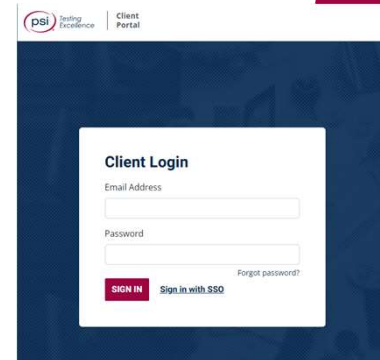 psi Testing Excellence
Client Portal
Client Login
Email Address
Password
Forgot password?
SIGN IN Sign in with SSO